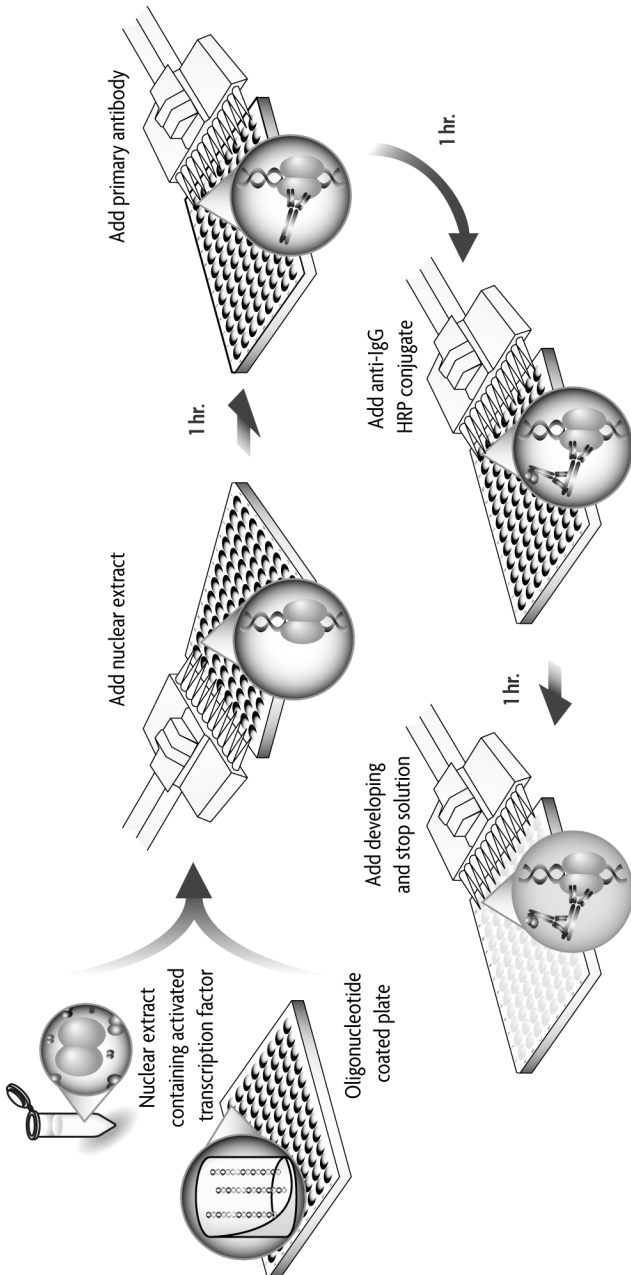 Nuclear extract
containing activated
transcription factor
Oligonucleotide
coated plate
Add nuclear extract
1 hr.
Add primary antibody
1 hr.
Add anti-IgG
HRP conjugate
1 hr.
Add developing
and stop solution